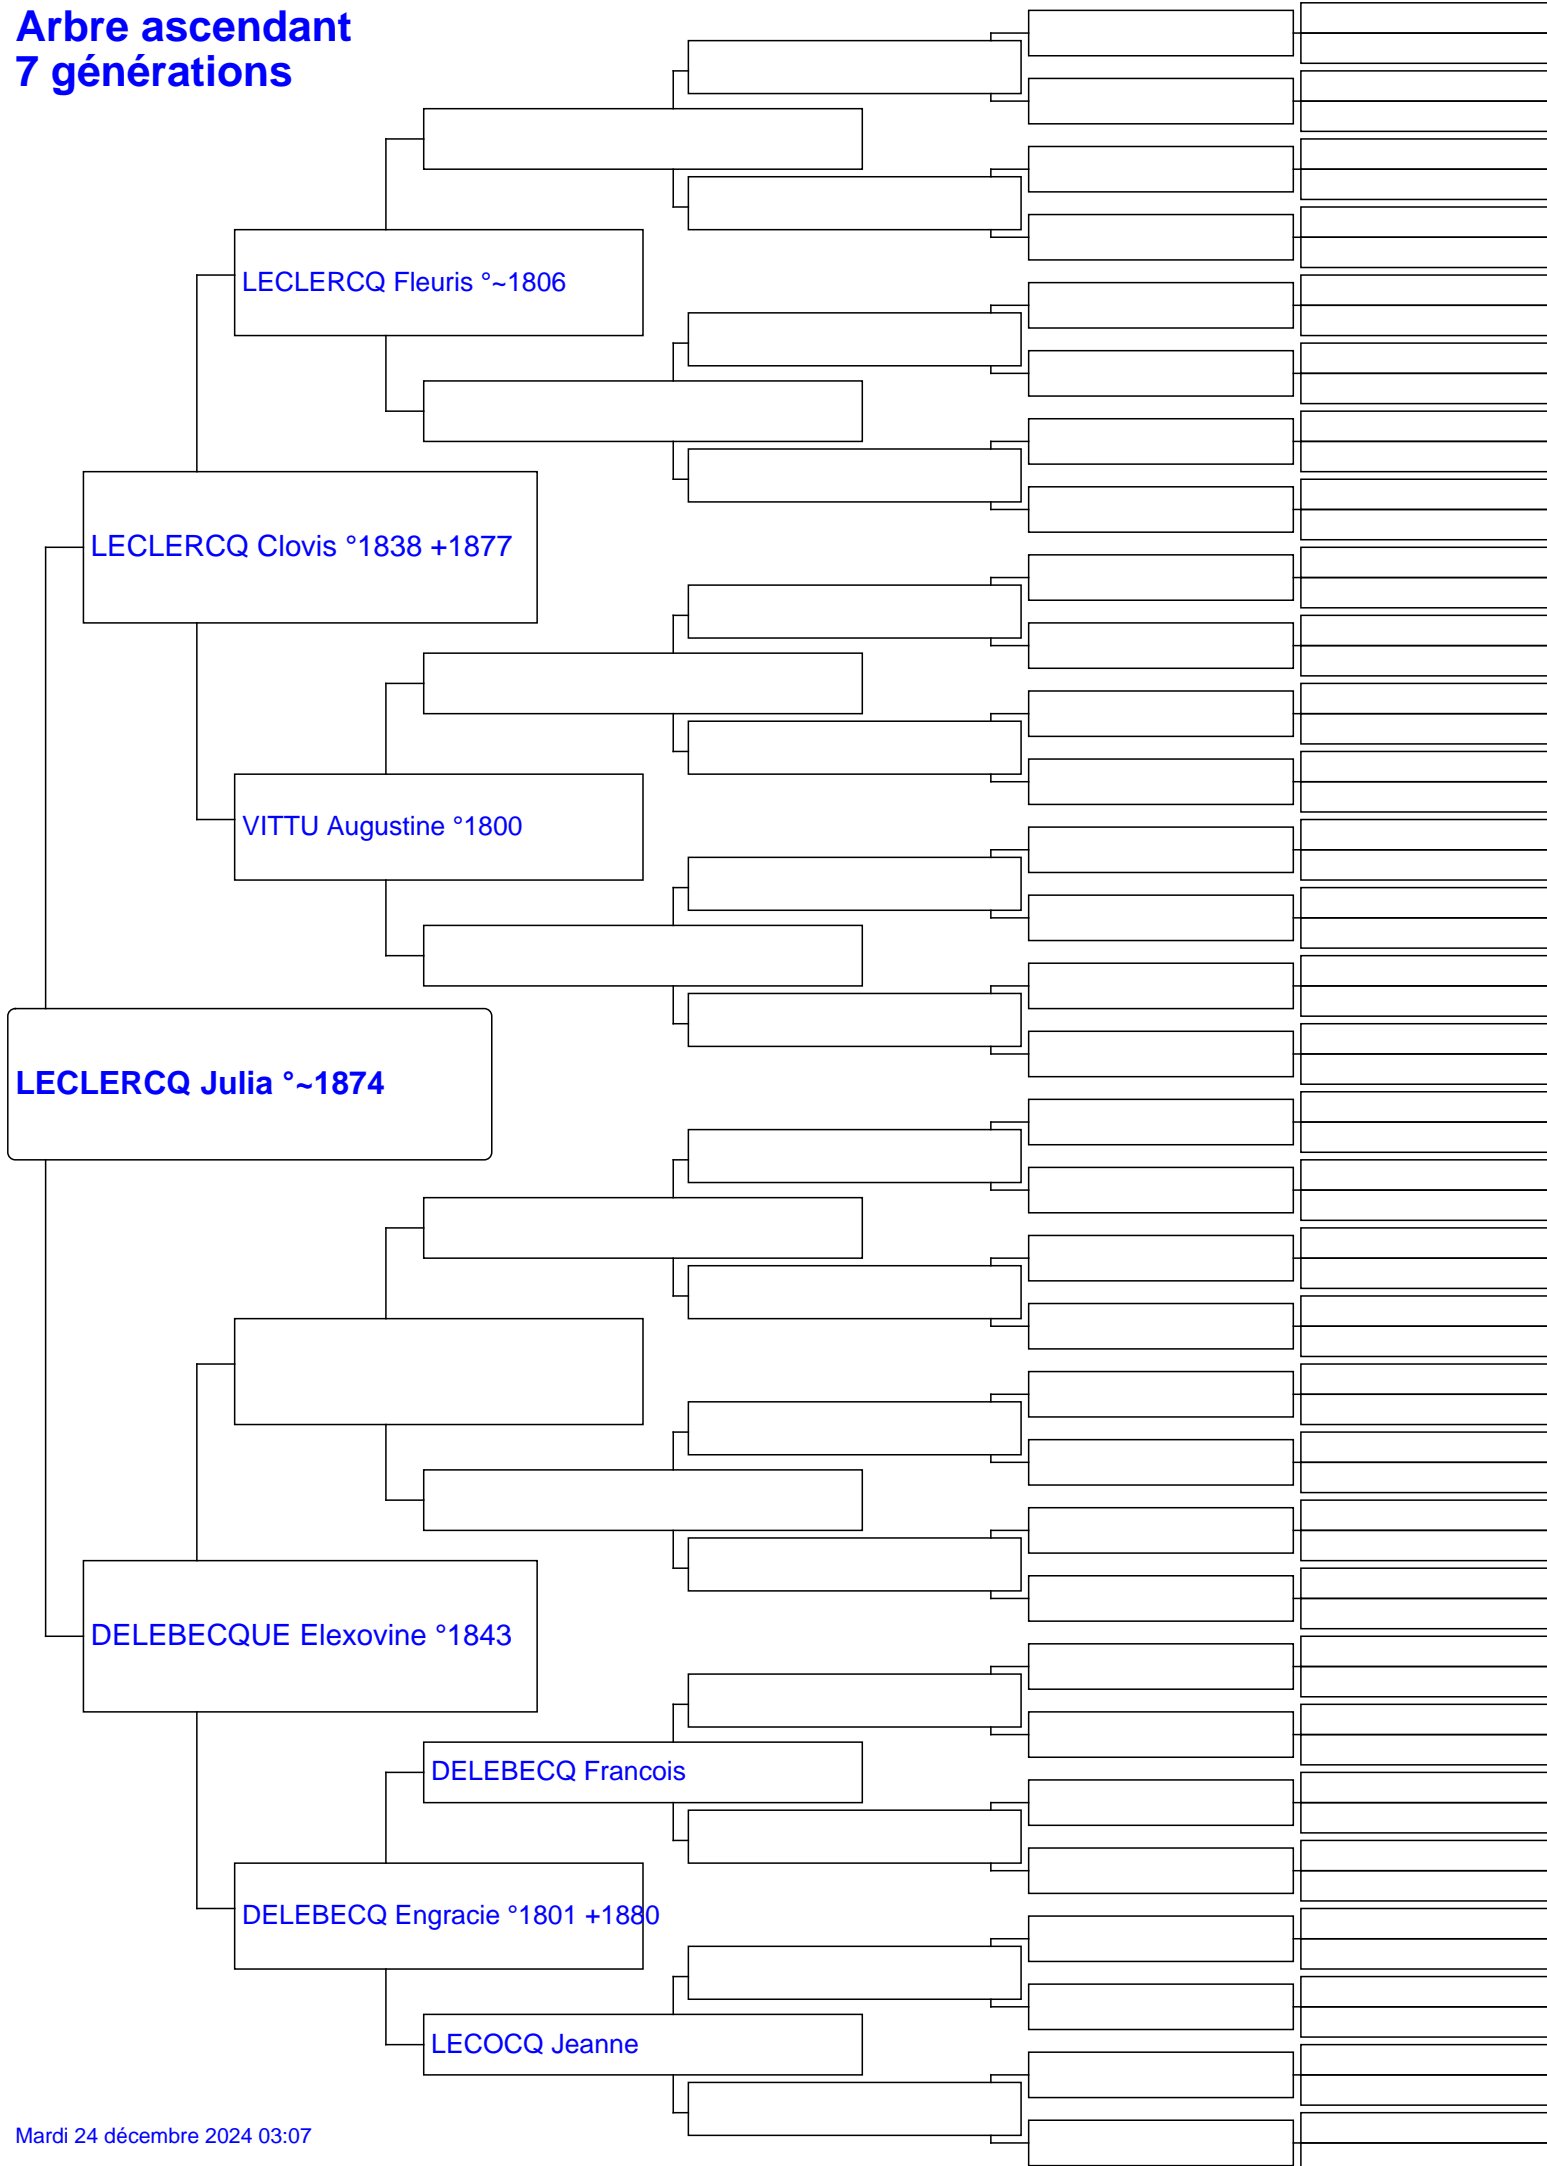 Arbre ascendant
7 générations
LECLERCQ Fleuris °~1806
LECLERCQ Clovis °1838 +1877
VITTU Augustine °1800
LECLERCQ Julia °~1874
DELEBECQUE Elexovine °1843
DELEBECQ Francois
DELEBECQ Engracie °1801 +1880
LECOCQ Jeanne
Mardi 24 décembre 2024 03:07